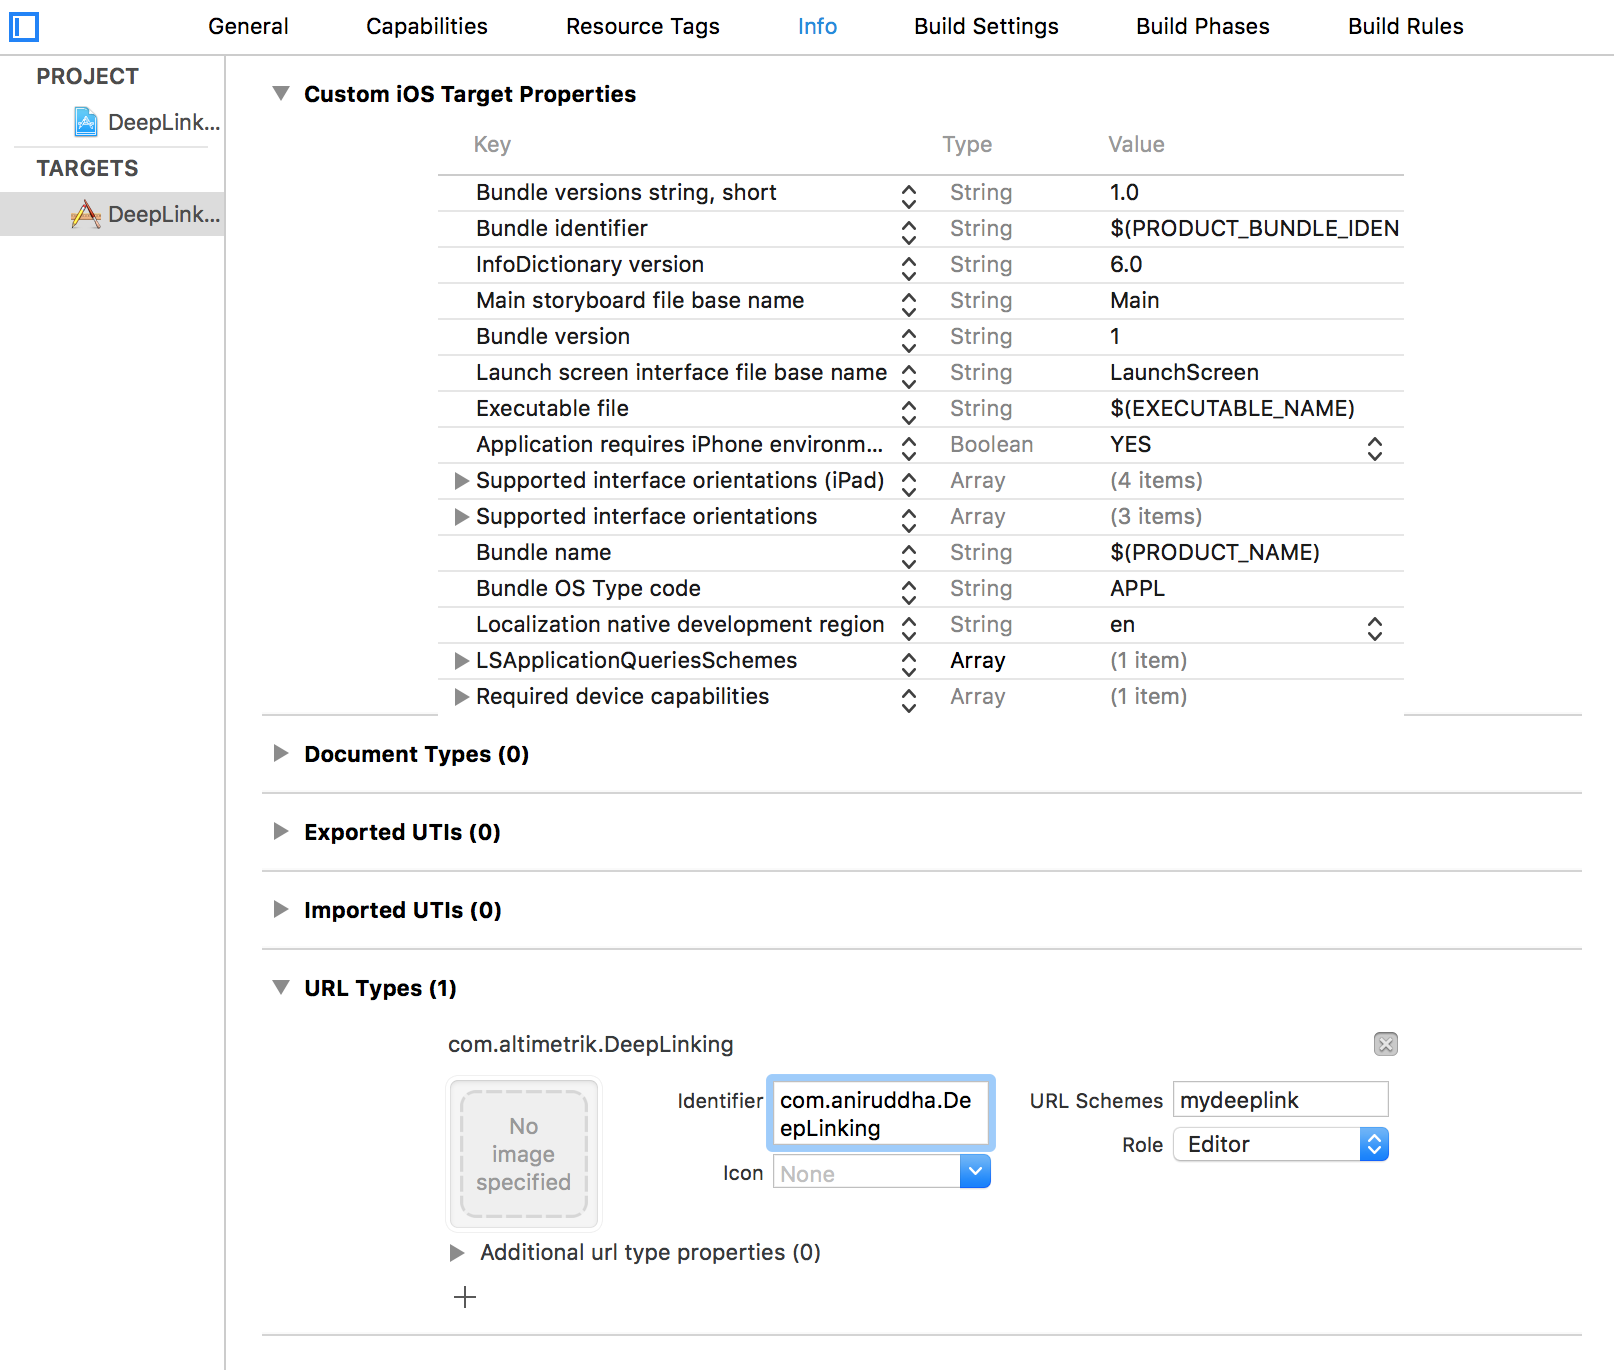 General Capabilities Resource Tags Info Build Settings Build Phases Build Rules
PROJECT
DeepLink...
TARGETS
DeepLink...
Custom iOS Target Properties
Key Type Value
Bundle versions string, short String 1.0
Bundle identifier String $(PRODUCT_BUNDLE_IDEN
InfoDictionary version String 6.0
Main storyboard file base name String Main
Bundle version String 1
Launch screen interface file base name String LaunchScreen
Executable file String $(EXECUTABLE_NAME)
Application requires iPhone environm... Boolean YES
Supported interface orientations (iPad) Array (4 items)
Supported interface orientations Array (3 items)
Bundle name String $(PRODUCT_NAME)
Bundle OS Type code String APPL
Localization native development region String en
LSApplicationQueriesSchemes Array (1 item)
Required device capabilities Array (1 item)
Document Types (0)
Exported UTIs (0)
Imported UTIs (0)
URL Types (1)
com.altimetrik.DeepLinking
No
image
specified
Identifier com.aniruddha.De
epLinking
Icon None
URL Schemes mydeeplink
Role Editor
Additional url type properties (0)